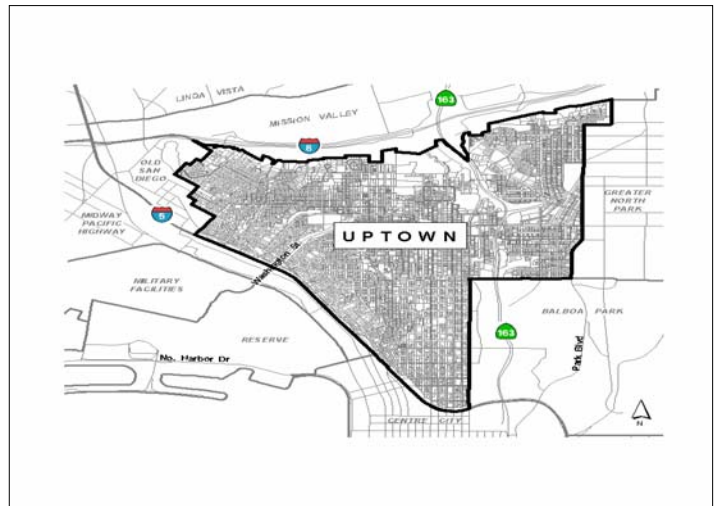 LINDA VISTA
163
MISSION VALLEY
8
OLD
SAN
DIEGO
GREATER
NORTH
PARK
5
MIDWAY
PACIFIC
HIGHWAY
UPTOWN
Washington St
MILITARY
FACILITIES
BALBOA PARK
163
RESERVE
Park Blvd
No. Harbor Dr
CENTRE CITY
N